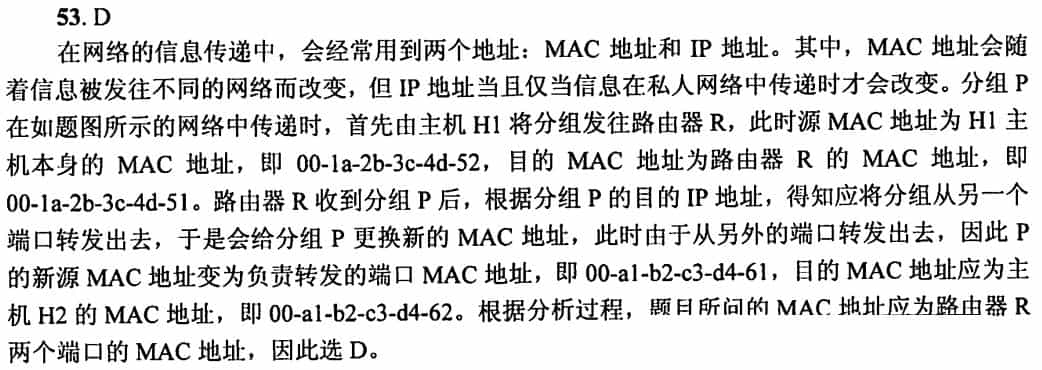 53. D
在网络的信息传递中，会经常用到两个地址：MAC 地址和 IP 地址。其中，MAC 地址会随
着信息被发往不同的网络而改变，但 IP 地址当且仅当信息在私人网络中传递时才会改变。分组 P
在如题图所示的网络中传递时，首先由主机 H1 将分组发往路由器 R，此时源 MAC 地址为 H1 主
机本身的 MAC 地址，即 00-1a-2b-3c-4d-52，目的 MAC 地址为路由器 R 的 MAC 地址，即
00-1a-2b-3c-4d-51。路由器 R 收到分组 P 后，根据分组 P 的目的 IP 地址，得知应将分组从另一个
端口转发出去，于是会给分组 P 更换新的 MAC 地址，此时由于从另外的端口转发出去，因此 P
的新源 MAC 地址变为负责转发的端口 MAC 地址，即 00-a1-b2-c3-d4-61，目的 MAC 地址应为主
机 H2 的 MAC 地址，即 00-a1-b2-c3-d4-62。根据分析过程，题目所问的 MAC 地址应为路由器 R
两个端口的 MAC 地址，因此选 D。